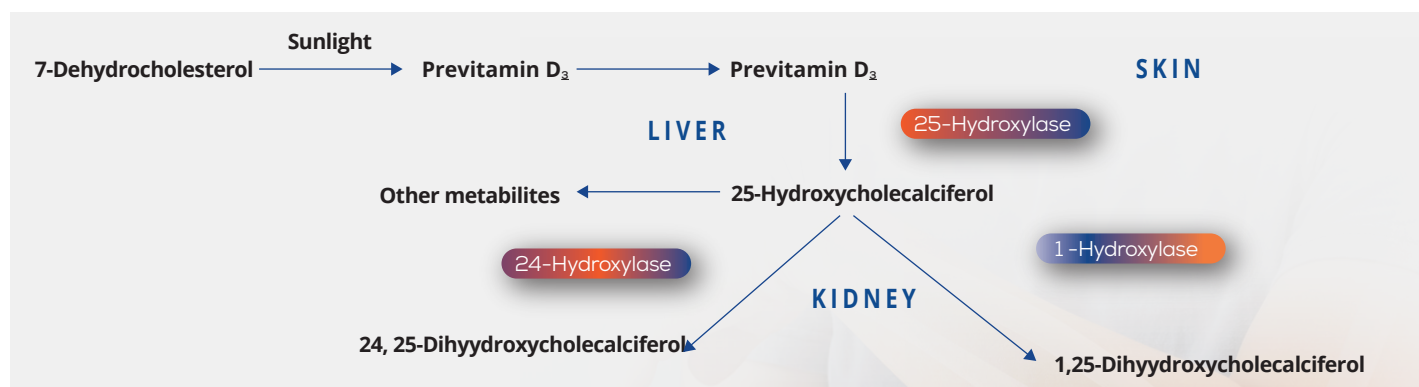 Sunlight
7-Dehydrocholesterol
Previtamin D₃
Previtamin D₃
SKIN
25-Hydroxylase
LIVER
Other metabilites
25-Hydroxycholecalciferol
24-Hydroxylase
1 -Hydroxylase
KIDNEY
24, 25-Dihyydroxycholecalciferol
1,25-Dihyydroxycholecalciferol